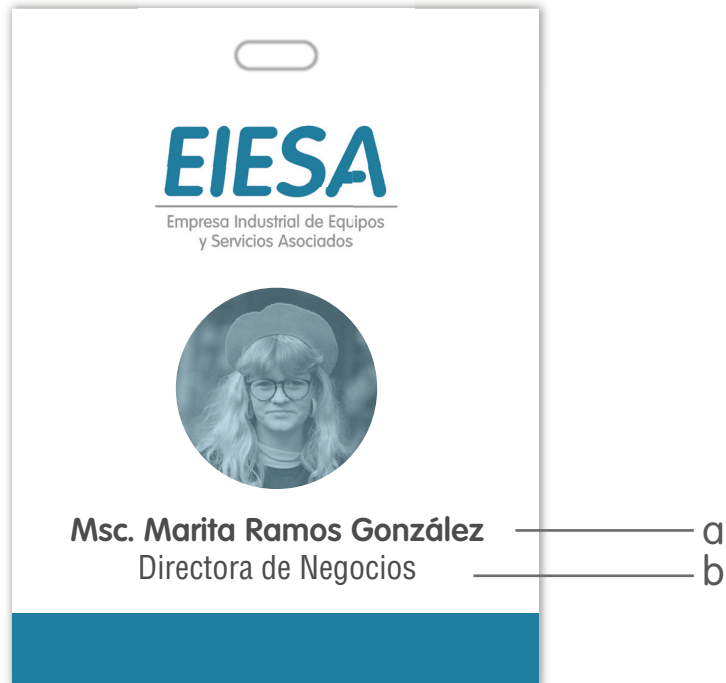 EIESA
Empresa Industrial de Equipos
y Servicios Asociados
Msc. Marita Ramos González
a
Directora de Negocios
b